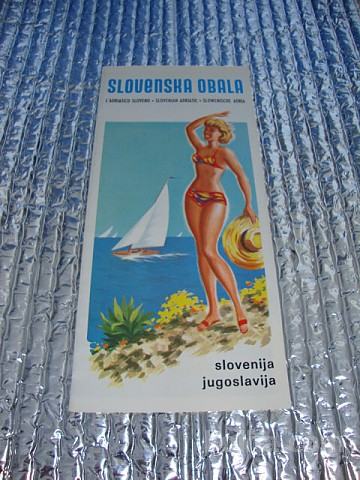 SLOVENSKA OBALA
L'ADRIATICO SLOVENO • SLOVENIAN ADRIATIC • SLOWENISCHE ADRIA
slovenija
jugoslavija